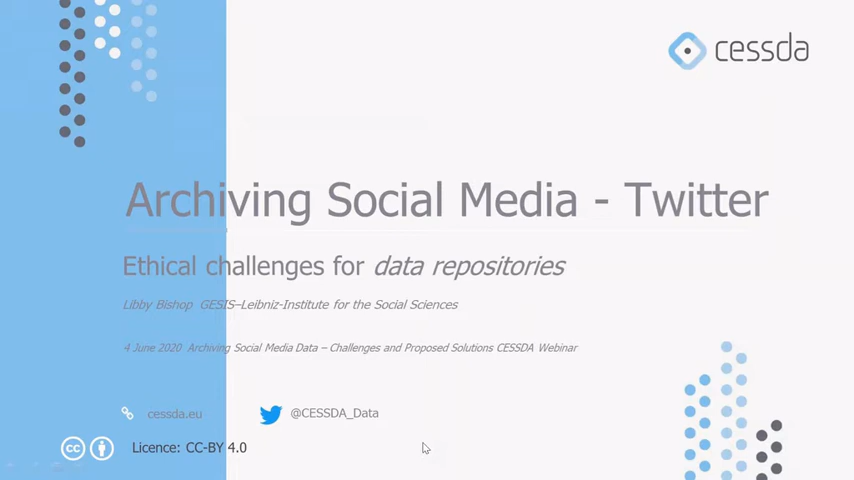 cessda
Archiving Social Media - Twitter
Ethical challenges for data repositories
Libby Bishop GESIS–Leibniz-Institute for the Social Sciences
4 June 2020 Archiving Social Media Data – Challenges and Proposed Solutions CESSDA Webinar
cessda.eu @CESSDA_Data
cc Licence: CC-BY 4.0